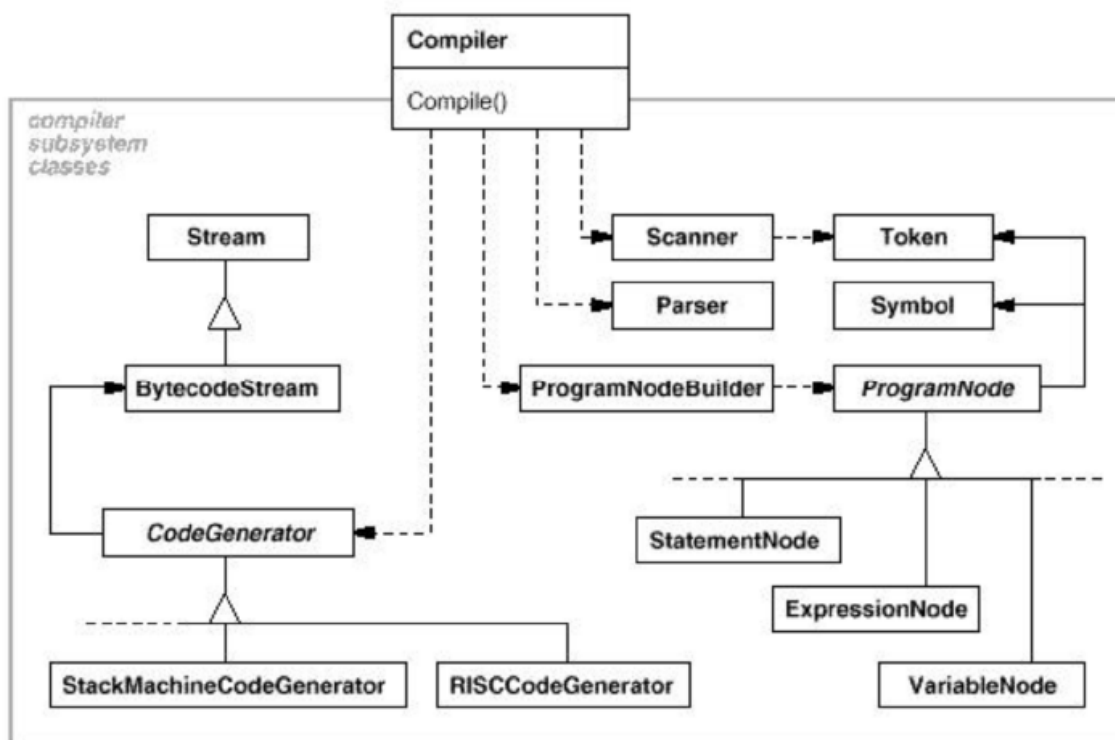 Compiler
Compile()
compiler
subsystem
classes
Stream
Scanner
Token
Parser
Symbol
BytecodeStream
ProgramNodeBuilder
ProgramNode
CodeGenerator
StatementNode
ExpressionNode
StackMachineCodeGenerator
RISCCodeGenerator
VariableNode